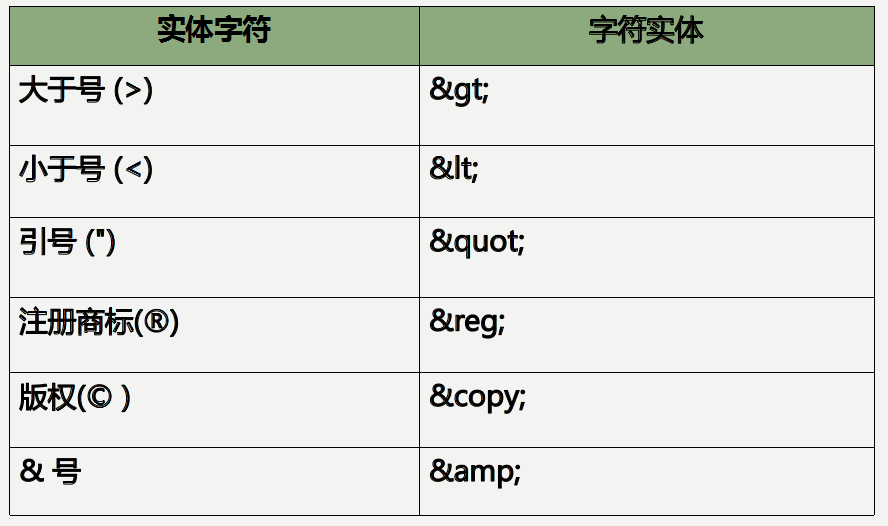 实体字符 字符实体
大于号 (>) &gt;
小于号 (<) &lt;
引号 (") &quot;
注册商标(®) &reg;
版权(© ) &copy;
& 号 &amp;